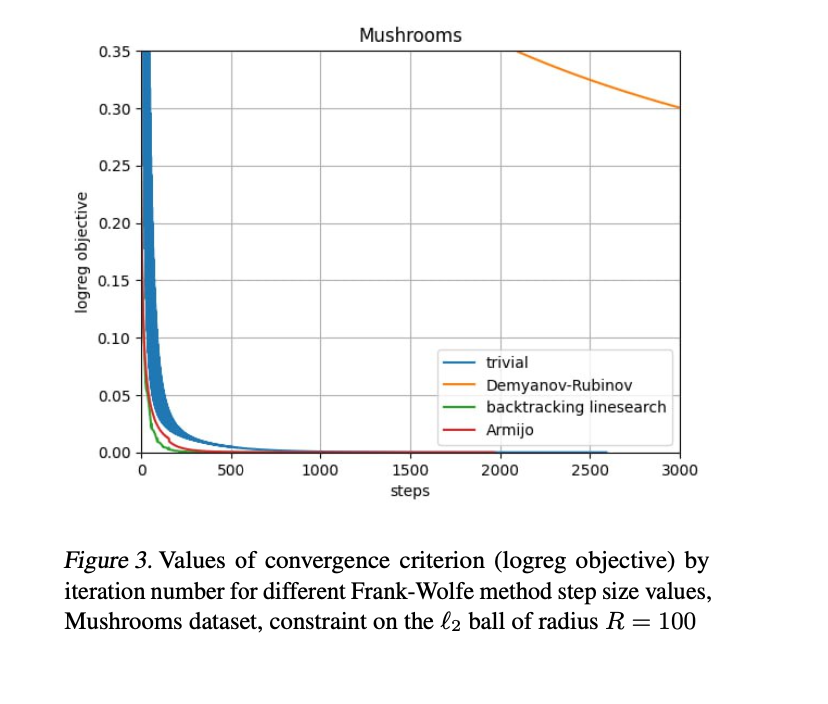 Mushrooms
0.35
0.30
0.25
0.20
0.15
0.10
0.05
0.00
logreg objective
trivial
Demyanov-Rubinov
backtracking linesearch
Armijo
0 500 1000 1500 2000 2500 3000
steps
Figure 3. Values of convergence criterion (logreg objective) by
iteration number for different Frank-Wolfe method step size values,
Mushrooms dataset, constraint on the ℓ₂ ball of radius R = 100